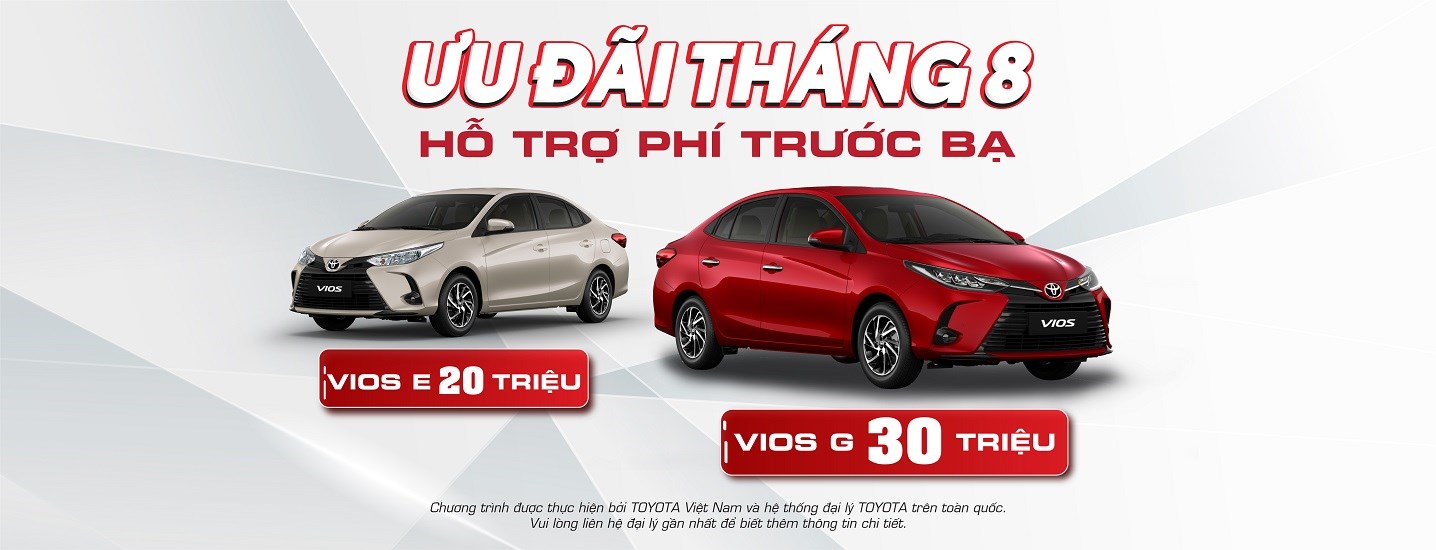 ƯU ĐÃI THÁNG 8
HỖ TRỢ PHÍ TRƯỚC BẠ
VIOS
VIOS
VIOS E 20 TRIỆU
VIOS G 30 TRIỆU
Chương trình được thực hiện bởi TOYOTA Việt Nam và hệ thống đại lý TOYOTA trên toàn quốc.
Vui lòng liên hệ đại lý gần nhất để biết thêm thông tin chi tiết.